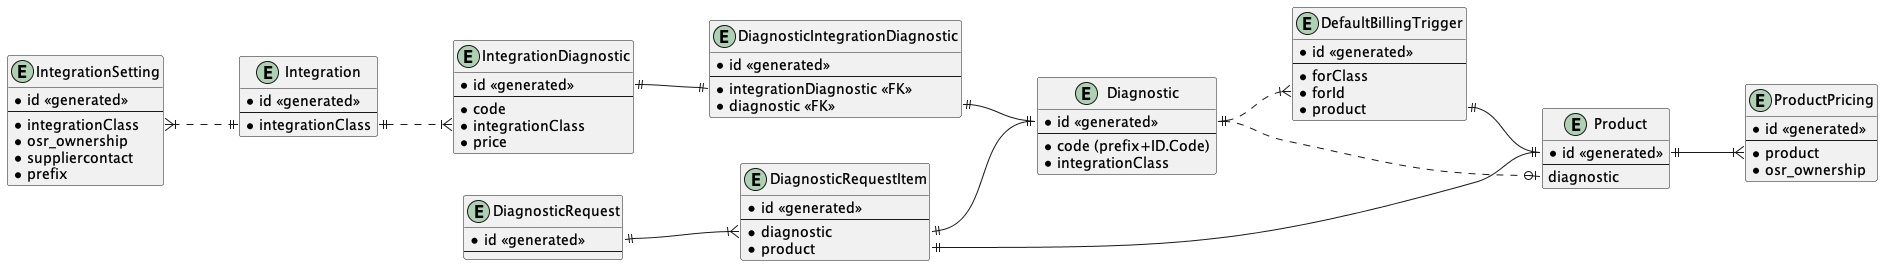 E IntegrationSetting
• id «generated»
• integrationClass
• osr_ownership
• suppliercontact
• prefix
E Integration
• id «generated»
• integrationClass
E IntegrationDiagnostic
• id «generated»
• code
• integrationClass
• price
E DiagnosticIntegrationDiagnostic
• id «generated»
• integrationDiagnostic «FK»
• diagnostic «FK»
E DiagnosticRequest
• id «generated»
E DiagnosticRequestItem
• id «generated»
• diagnostic
• product
E Diagnostic
• id «generated»
• code (prefix+ID.Code)
• integrationClass
E DefaultBillingTrigger
• id «generated»
• forClass
• forId
• product
E Product
• id «generated»
diagnostic
E ProductPricing
• id «generated»
• product
• osr_ownership